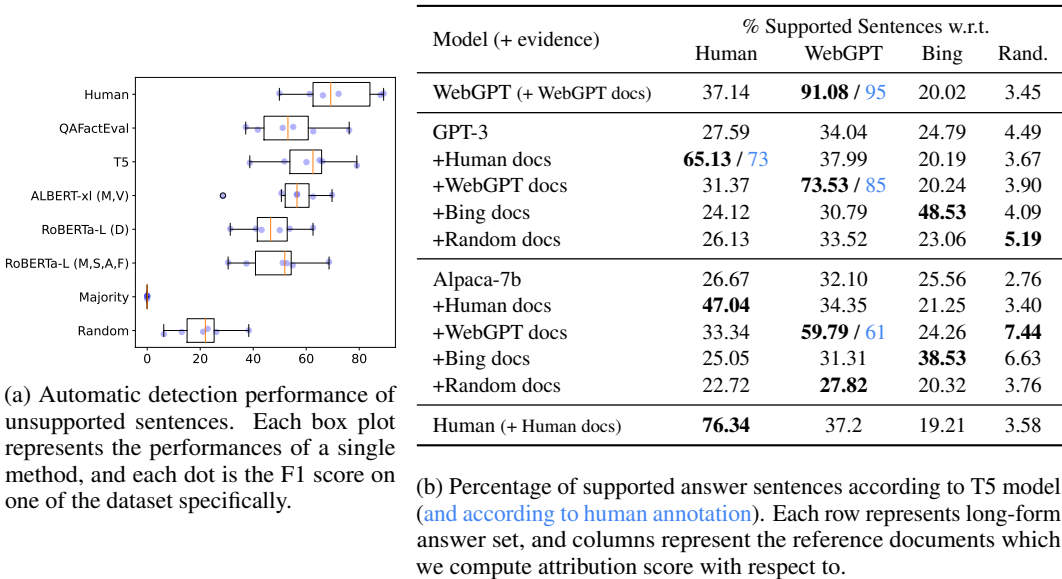 Human
QAFactEval
T5
ALBERT-xl (M,V)
RoBERTa-L (D)
RoBERTa-L (M,S,A,F)
Majority
Random
0 20 40 60 80
(a) Automatic detection performance of
unsupported sentences. Each box plot
represents the performances of a single
method, and each dot is the F1 score on
one of the dataset specifically.
Model (+ evidence) % Supported Sentences w.r.t.
Human WebGPT Bing Rand.
WebGPT (+ WebGPT docs) 37.14 91.08 / 95 20.02 3.45
GPT-3 27.59 34.04 24.79 4.49
+Human docs 65.13 / 73 37.99 20.19 3.67
+WebGPT docs 31.37 73.53 / 85 20.24 3.90
+Bing docs 24.12 30.79 48.53 4.09
+Random docs 26.13 33.52 23.06 5.19
Alpaca-7b 26.67 32.10 25.56 2.76
+Human docs 47.04 34.35 21.25 3.40
+WebGPT docs 33.34 59.79 / 61 24.26 7.44
+Bing docs 25.05 31.31 38.53 6.63
+Random docs 22.72 27.82 20.32 3.76
Human (+ Human docs) 76.34 37.2 19.21 3.58
(b) Percentage of supported answer sentences according to T5 model
(and according to human annotation). Each row represents long-form
answer set, and columns represent the reference documents which
we compute attribution score with respect to.